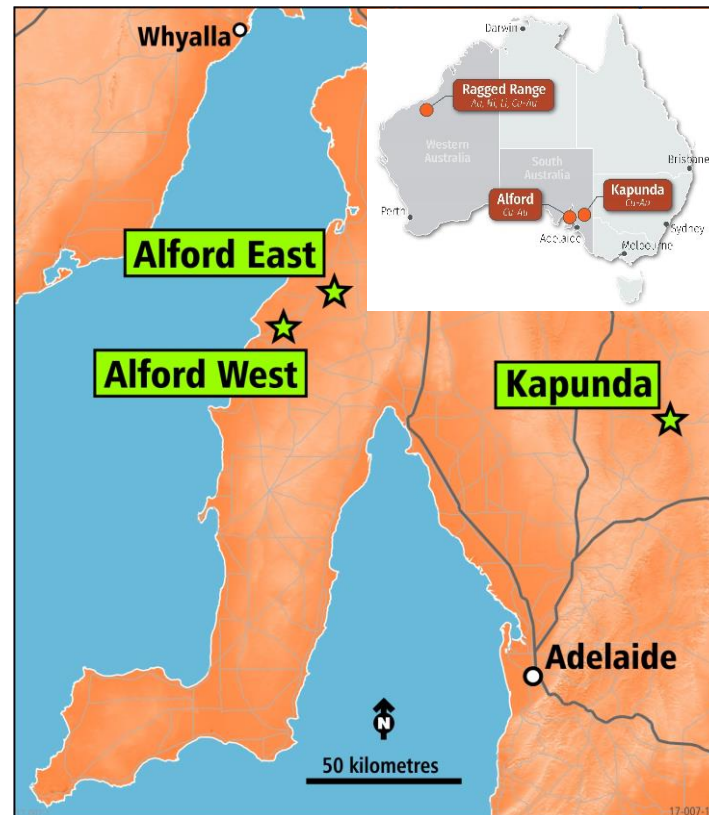 Whyalla
Alford East
Alford West
Kapunda
Adelaide
N
50 kilometres
17-007-1
Darwin
Ragged Range
Au, Ni, Li, Cu-Au
Western
Australia
South
Australia
Brisbane
Alford
Cu-Au
Kapunda
Cu-Au
Perth
Adelaide
Sydney
Melbourne